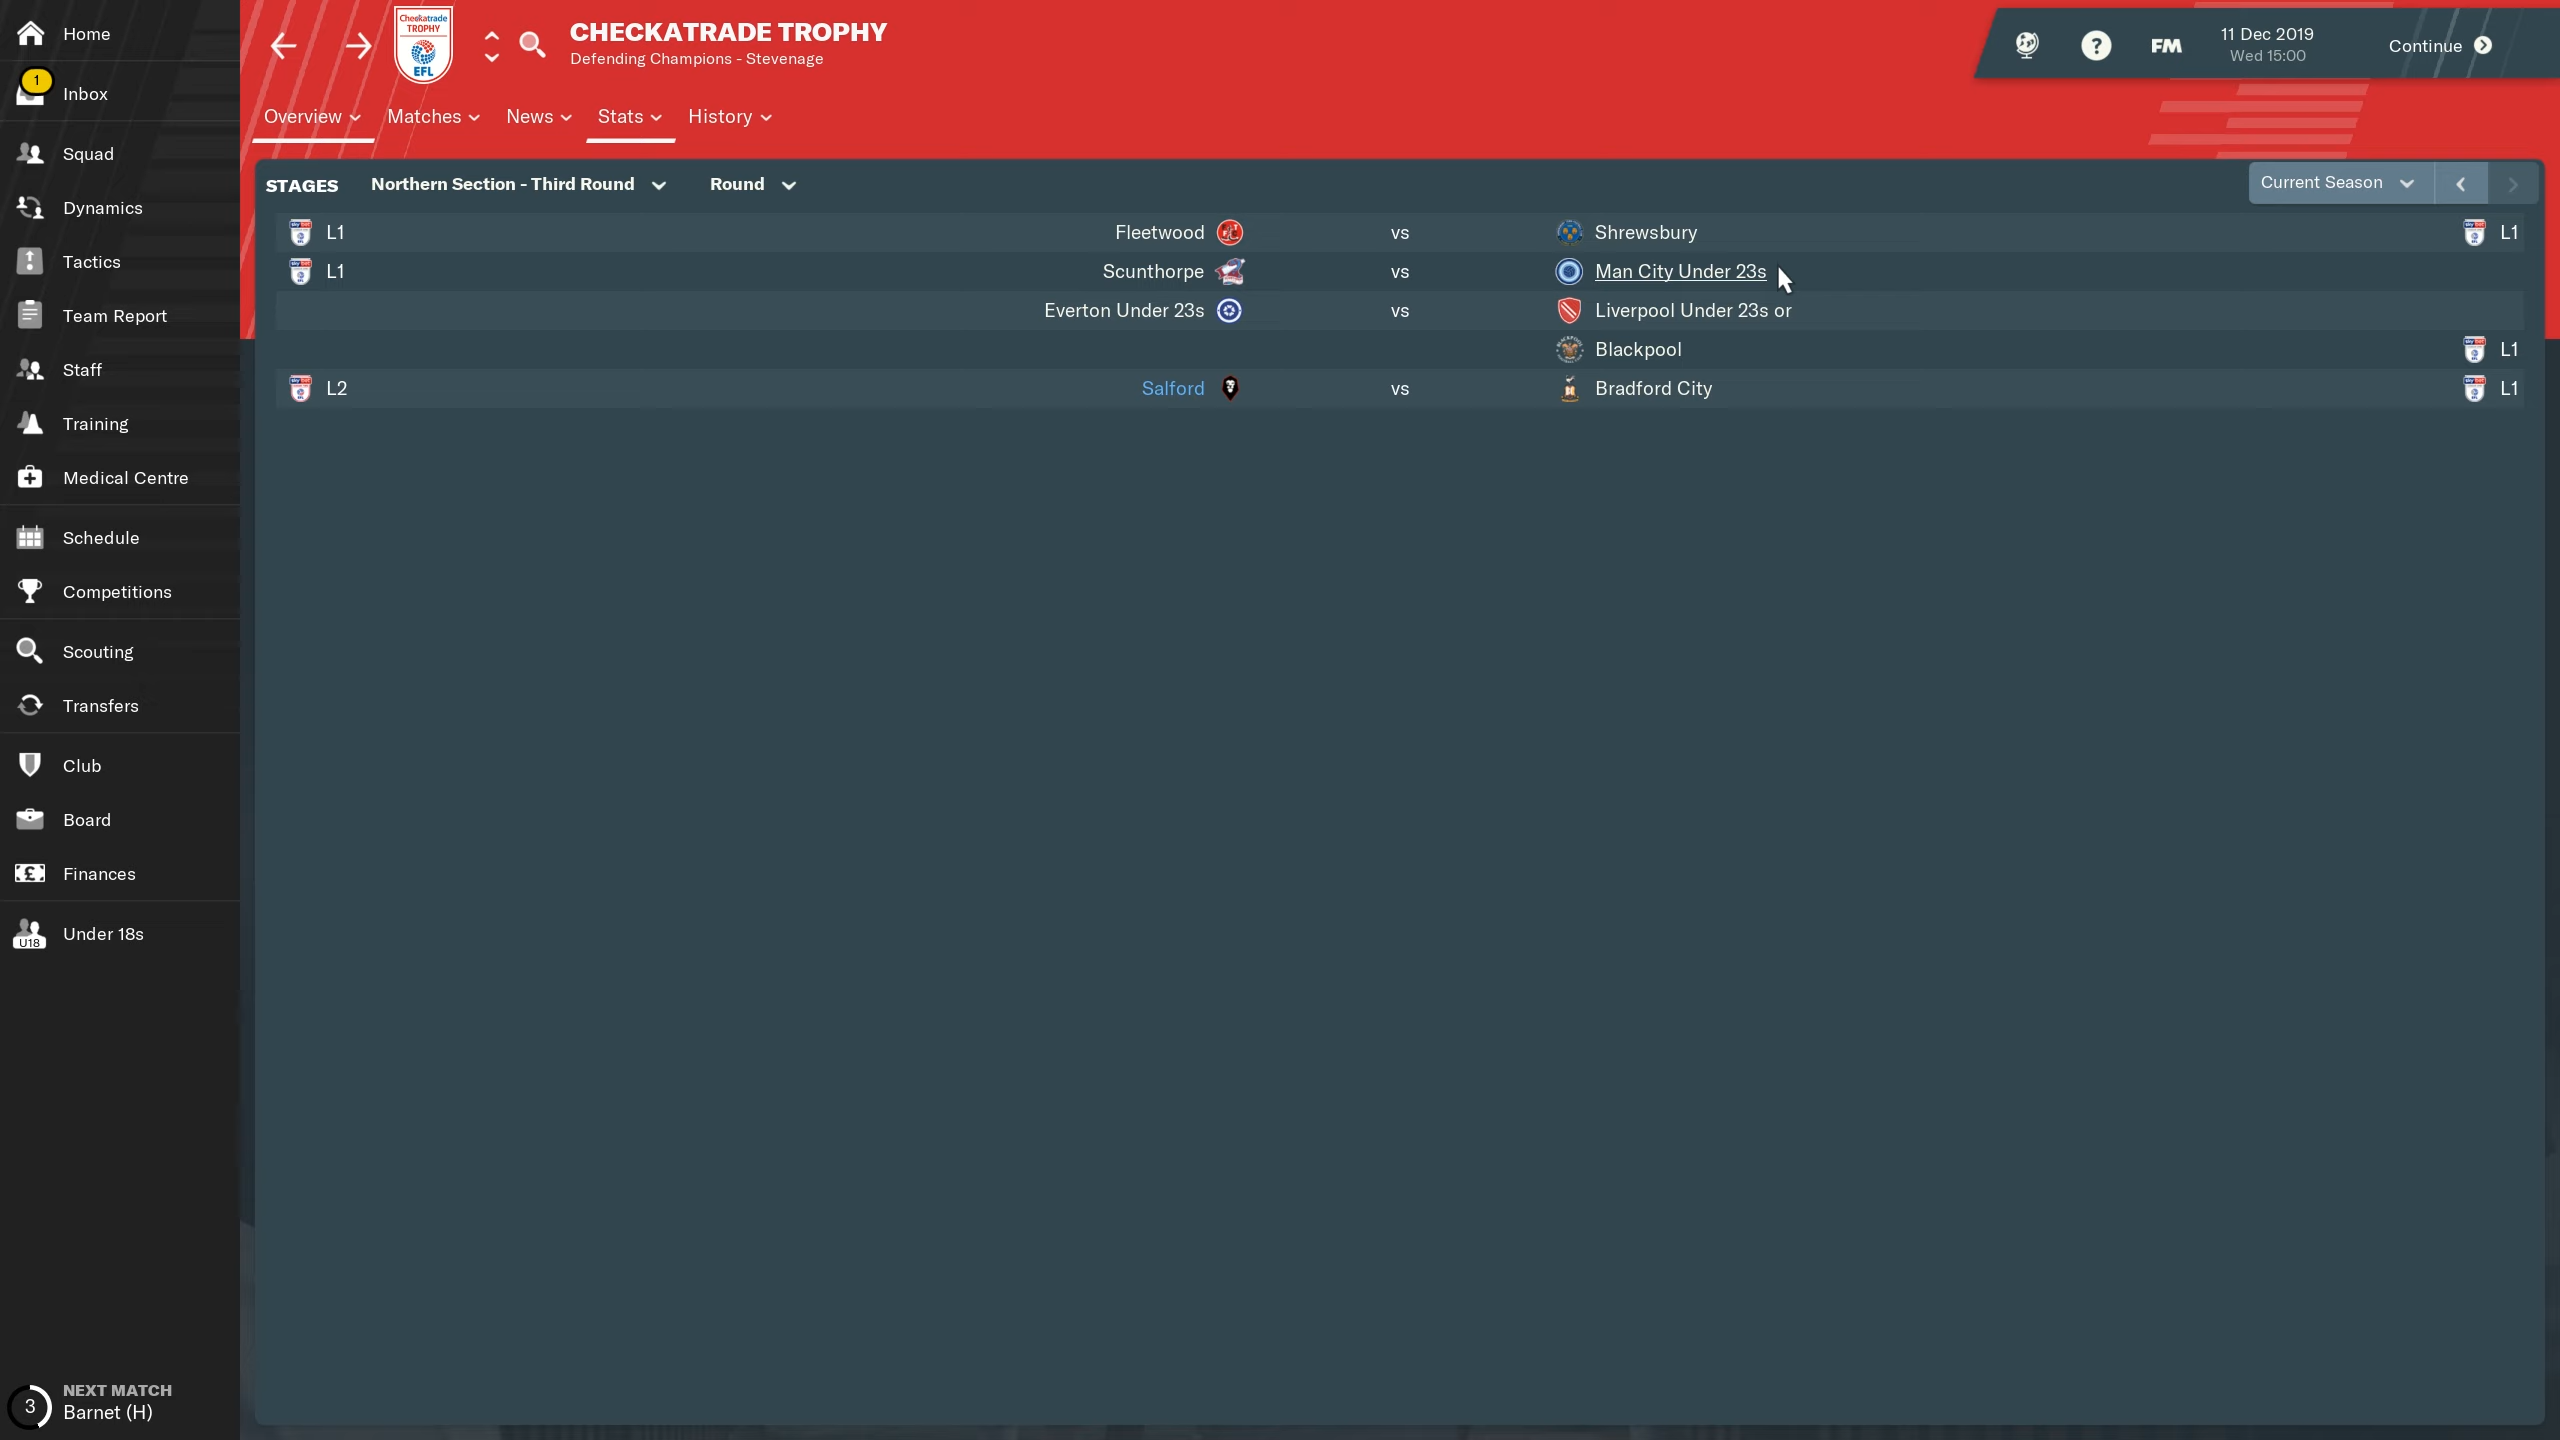 Home
1
Inbox
Squad
Dynamics
Tactics
Team Report
Staff
Training
Medical Centre
Schedule
Competitions
Scouting
Transfers
Club
Board
Finances
U18
Under 18s
3
NEXT MATCH
Barnet (H)
Checkatrade
TROPHY
EFL
CHECKATRADE TROPHY
Defending Champions - Stevenage
?
FM
11 Dec 2019
Wed 15:00
Continue
Overview
Matches
News
Stats
History
STAGES
Northern Section - Third Round
Round
Current Season
L1 Fleetwood vs Shrewsbury L1
L1 Scunthorpe vs Man City Under 23s
Everton Under 23s vs Liverpool Under 23s or
Blackpool L1
L2 Salford vs Bradford City L1